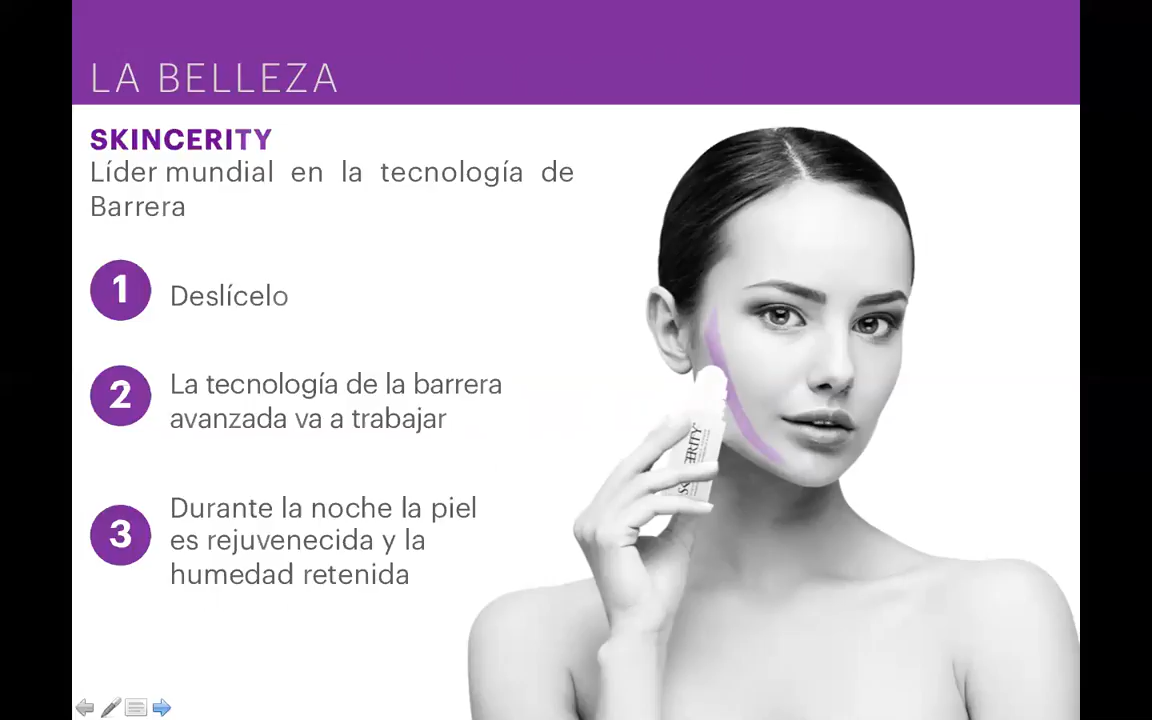 LA BELLEZA
SKINCERITY
Líder mundial en la tecnología de
Barrera
1
Deslícelo
2
La tecnología de la barrera
avanzada va a trabajar
3
Durante la noche la piel
es rejuvenecida y la
humedad retenida